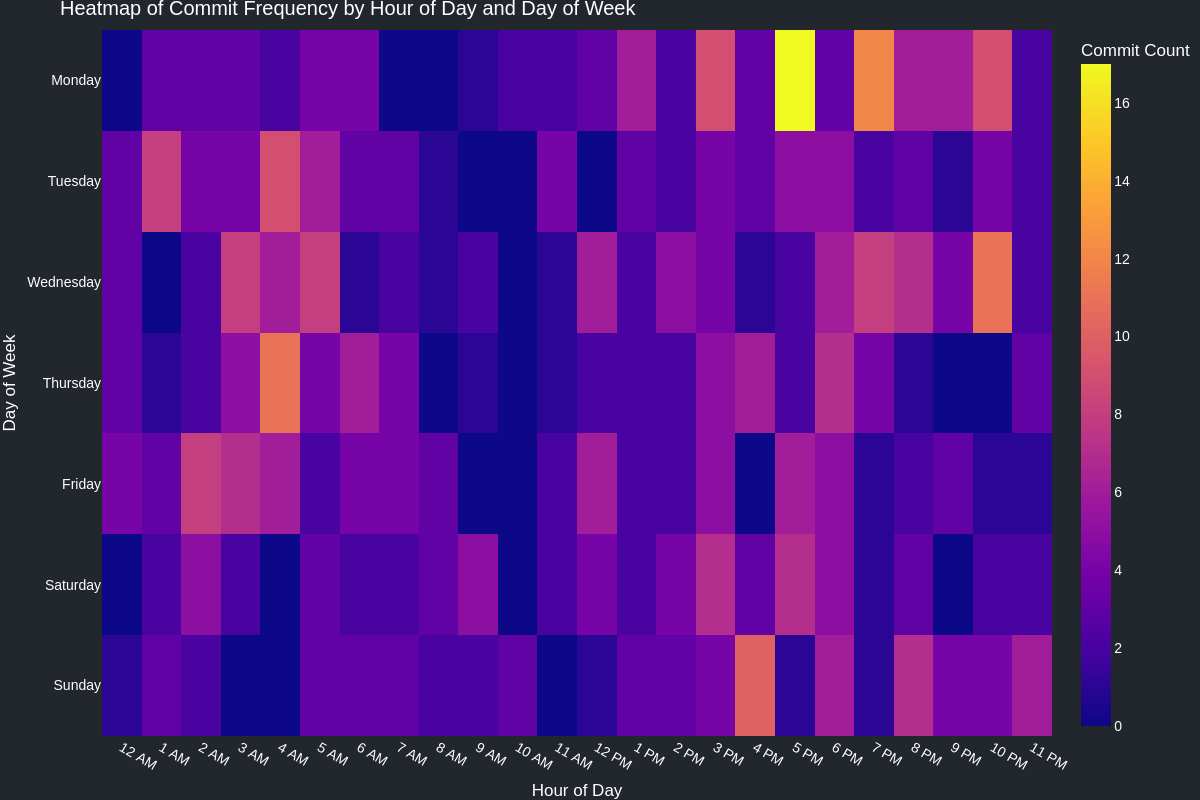 Heatmap of Commit Frequency by Hour of Day and Day of Week
Commit Count
16
14
12
10
8
6
4
2
0
Day of Week
Monday
Tuesday
Wednesday
Thursday
Friday
Saturday
Sunday
12 AM
1 AM
2 AM
3 AM
4 AM
5 AM
6 AM
7 AM
8 AM
9 AM
10 AM
11 AM
12 PM
1 PM
2 PM
3 PM
4 PM
5 PM
6 PM
7 PM
8 PM
9 PM
10 PM
11 PM
Hour of Day